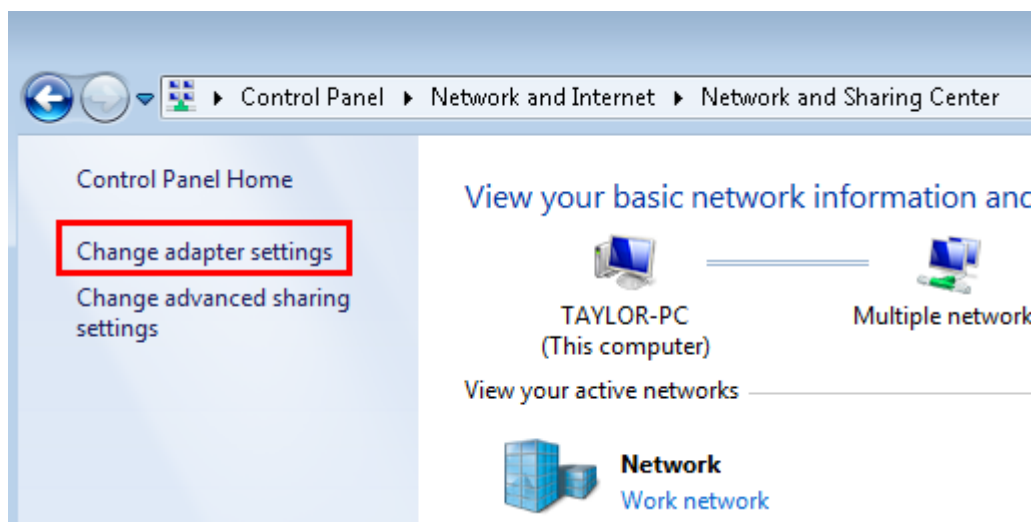 Control Panel ▸ Network and Internet ▸ Network and Sharing Center
Control Panel Home
Change adapter settings
Change advanced sharing
settings
View your basic network information and
TAYLOR-PC
(This computer)
Multiple network
View your active networks
Network
Work network